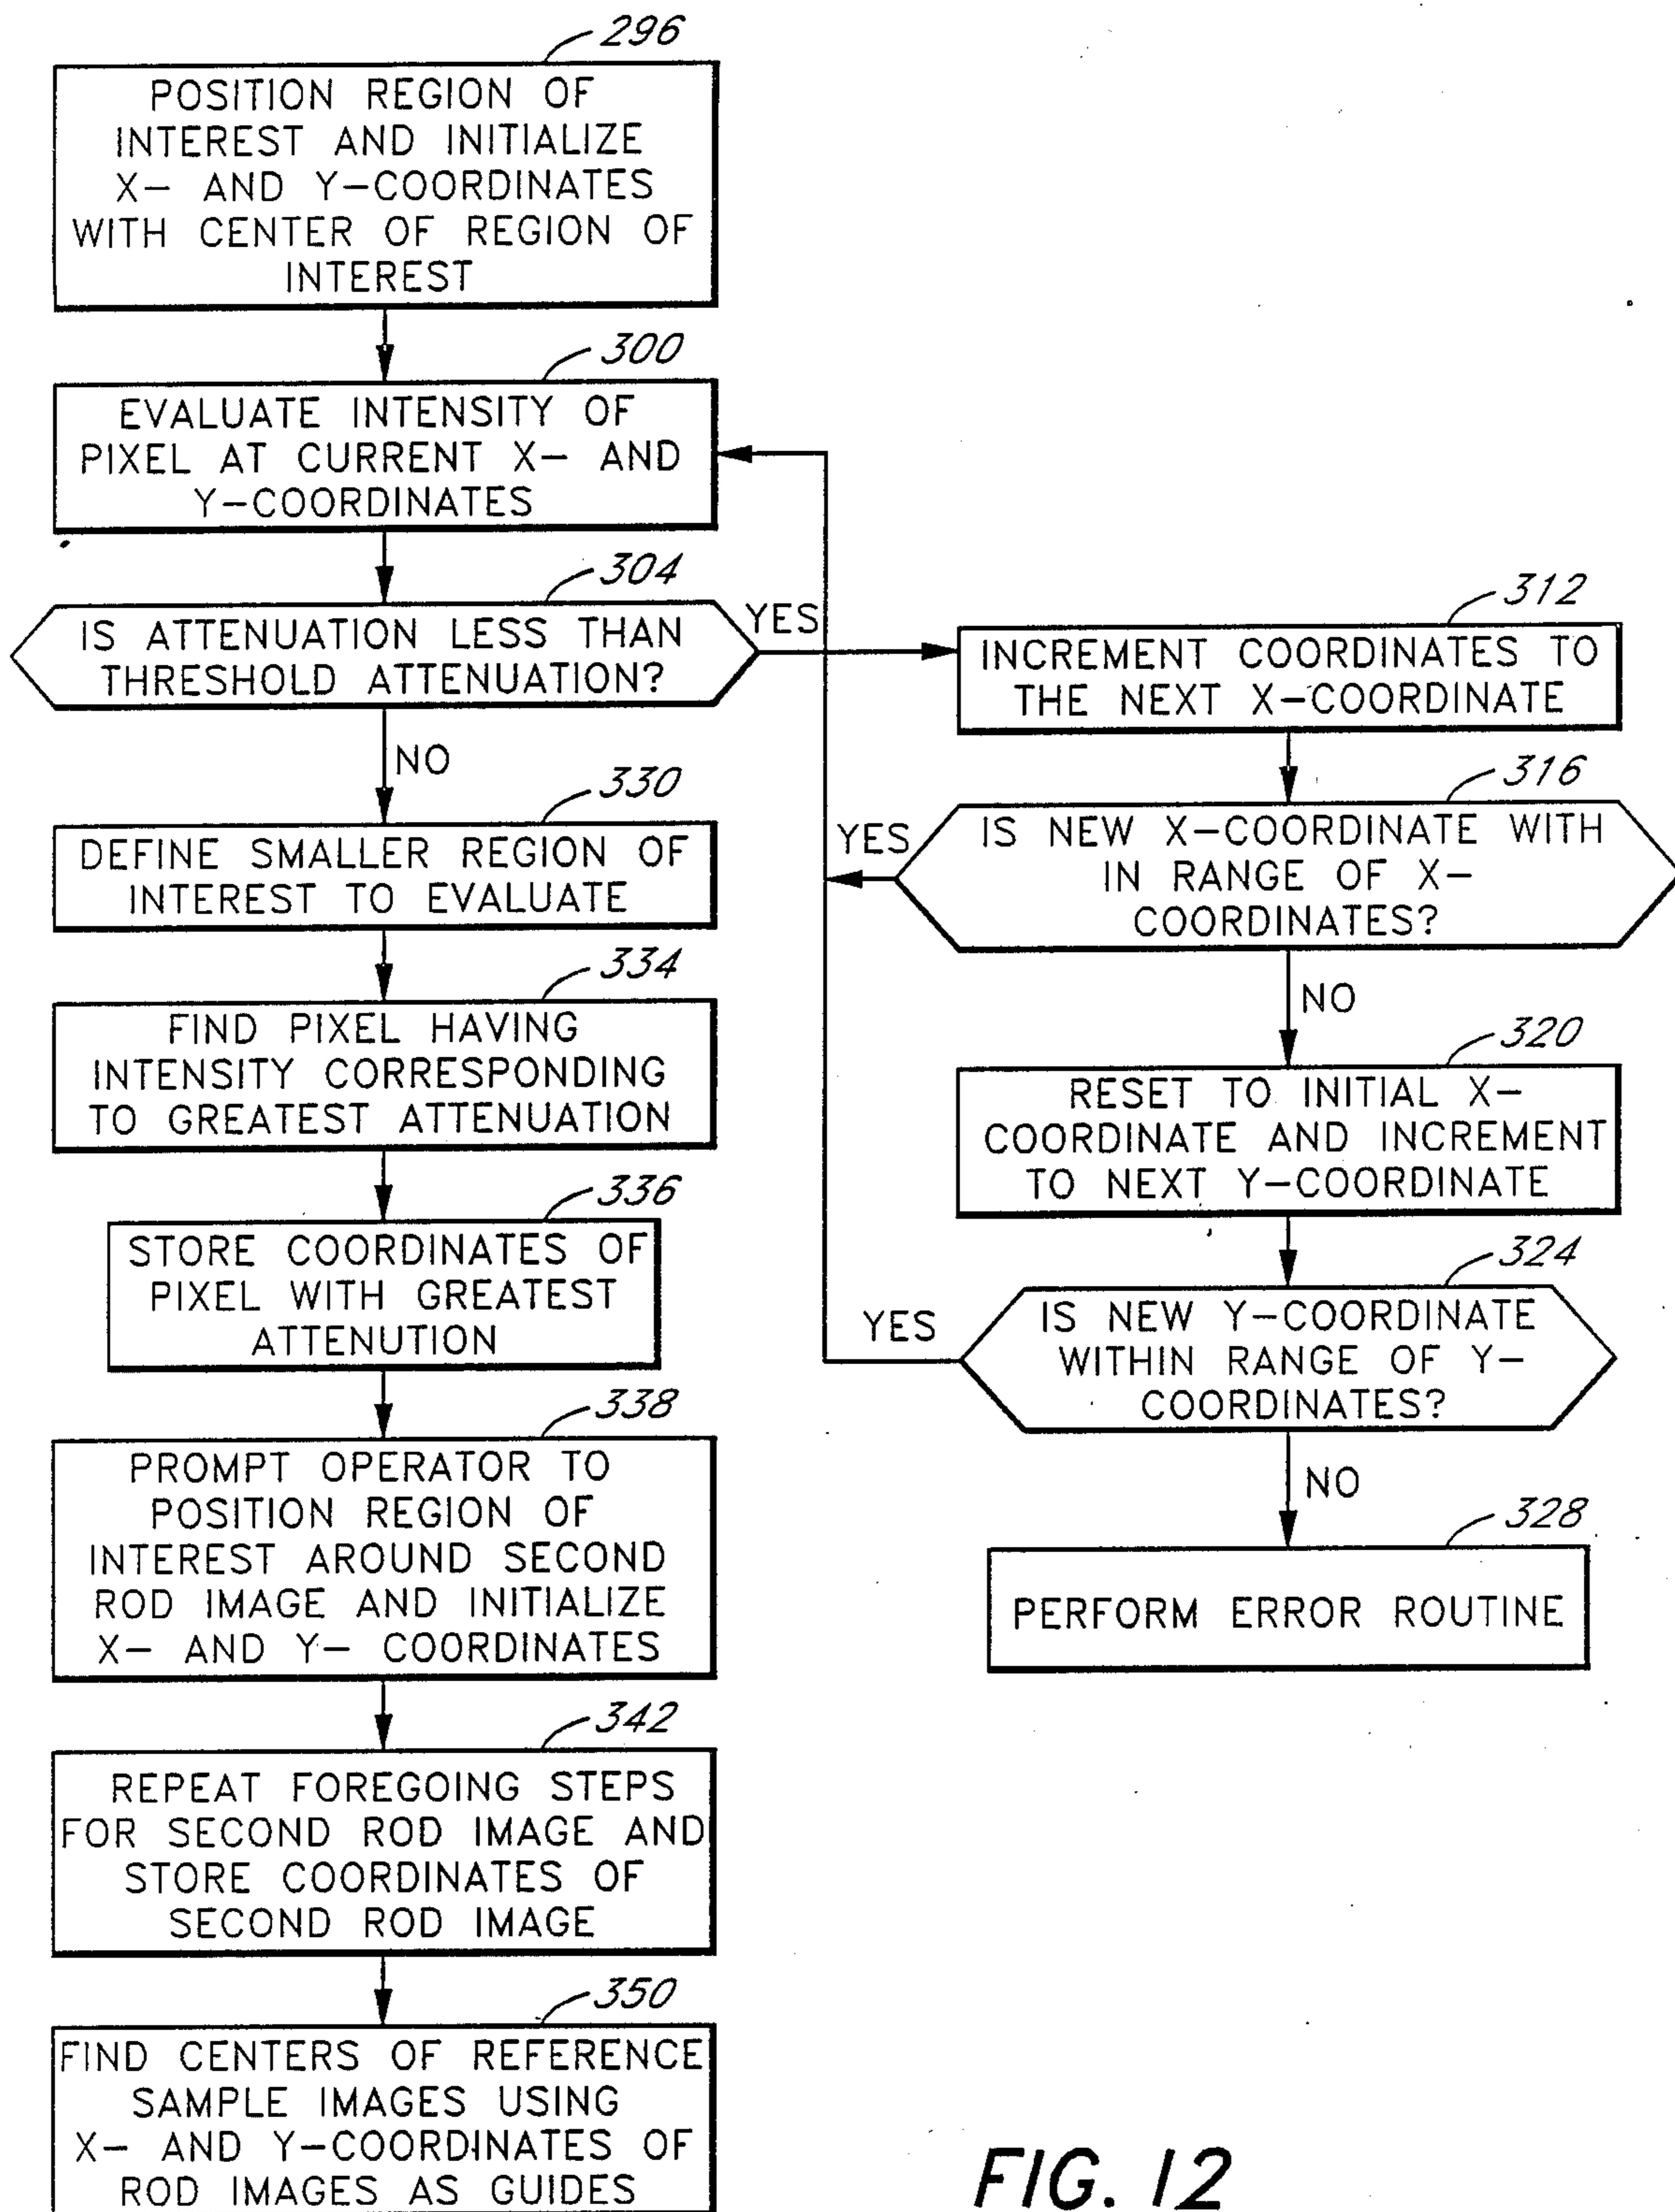 296
POSITION REGION OF
INTEREST AND INITIALIZE
X- AND Y-COORDINATES
WITH CENTER OF REGION OF
INTEREST
300
EVALUATE INTENSITY OF
PIXEL AT CURRENT X- AND
Y-COORDINATES
304
IS ATTENUATION LESS THAN
THRESHOLD ATTENUATION?
YES
NO
330
DEFINE SMALLER REGION OF
INTEREST TO EVALUATE
334
FIND PIXEL HAVING
INTENSITY CORRESPONDING
TO GREATEST ATTENUATION
336
STORE COORDINATES OF
PIXEL WITH GREATEST
ATTENUTION
338
PROMPT OPERATOR TO
POSITION REGION OF
INTEREST AROUND SECOND
ROD IMAGE AND INITIALIZE
X- AND Y- COORDINATES
342
REPEAT FOREGOING STEPS
FOR SECOND ROD IMAGE AND
STORE COORDINATES OF
SECOND ROD IMAGE
350
FIND CENTERS OF REFERENCE
SAMPLE IMAGES USING
X- AND Y-COORDINATES OF
ROD IMAGES AS GUIDES
312
INCREMENT COORDINATES TO
THE NEXT X-COORDINATE
316
IS NEW X-COORDINATE WITH
IN RANGE OF X-
COORDINATES?
YES
NO
320
RESET TO INITIAL X-
COORDINATE AND INCREMENT
TO NEXT Y-COORDINATE
324
IS NEW Y-COORDINATE
WITHIN RANGE OF Y-
COORDINATES?
YES
NO
328
PERFORM ERROR ROUTINE
FIG. 12